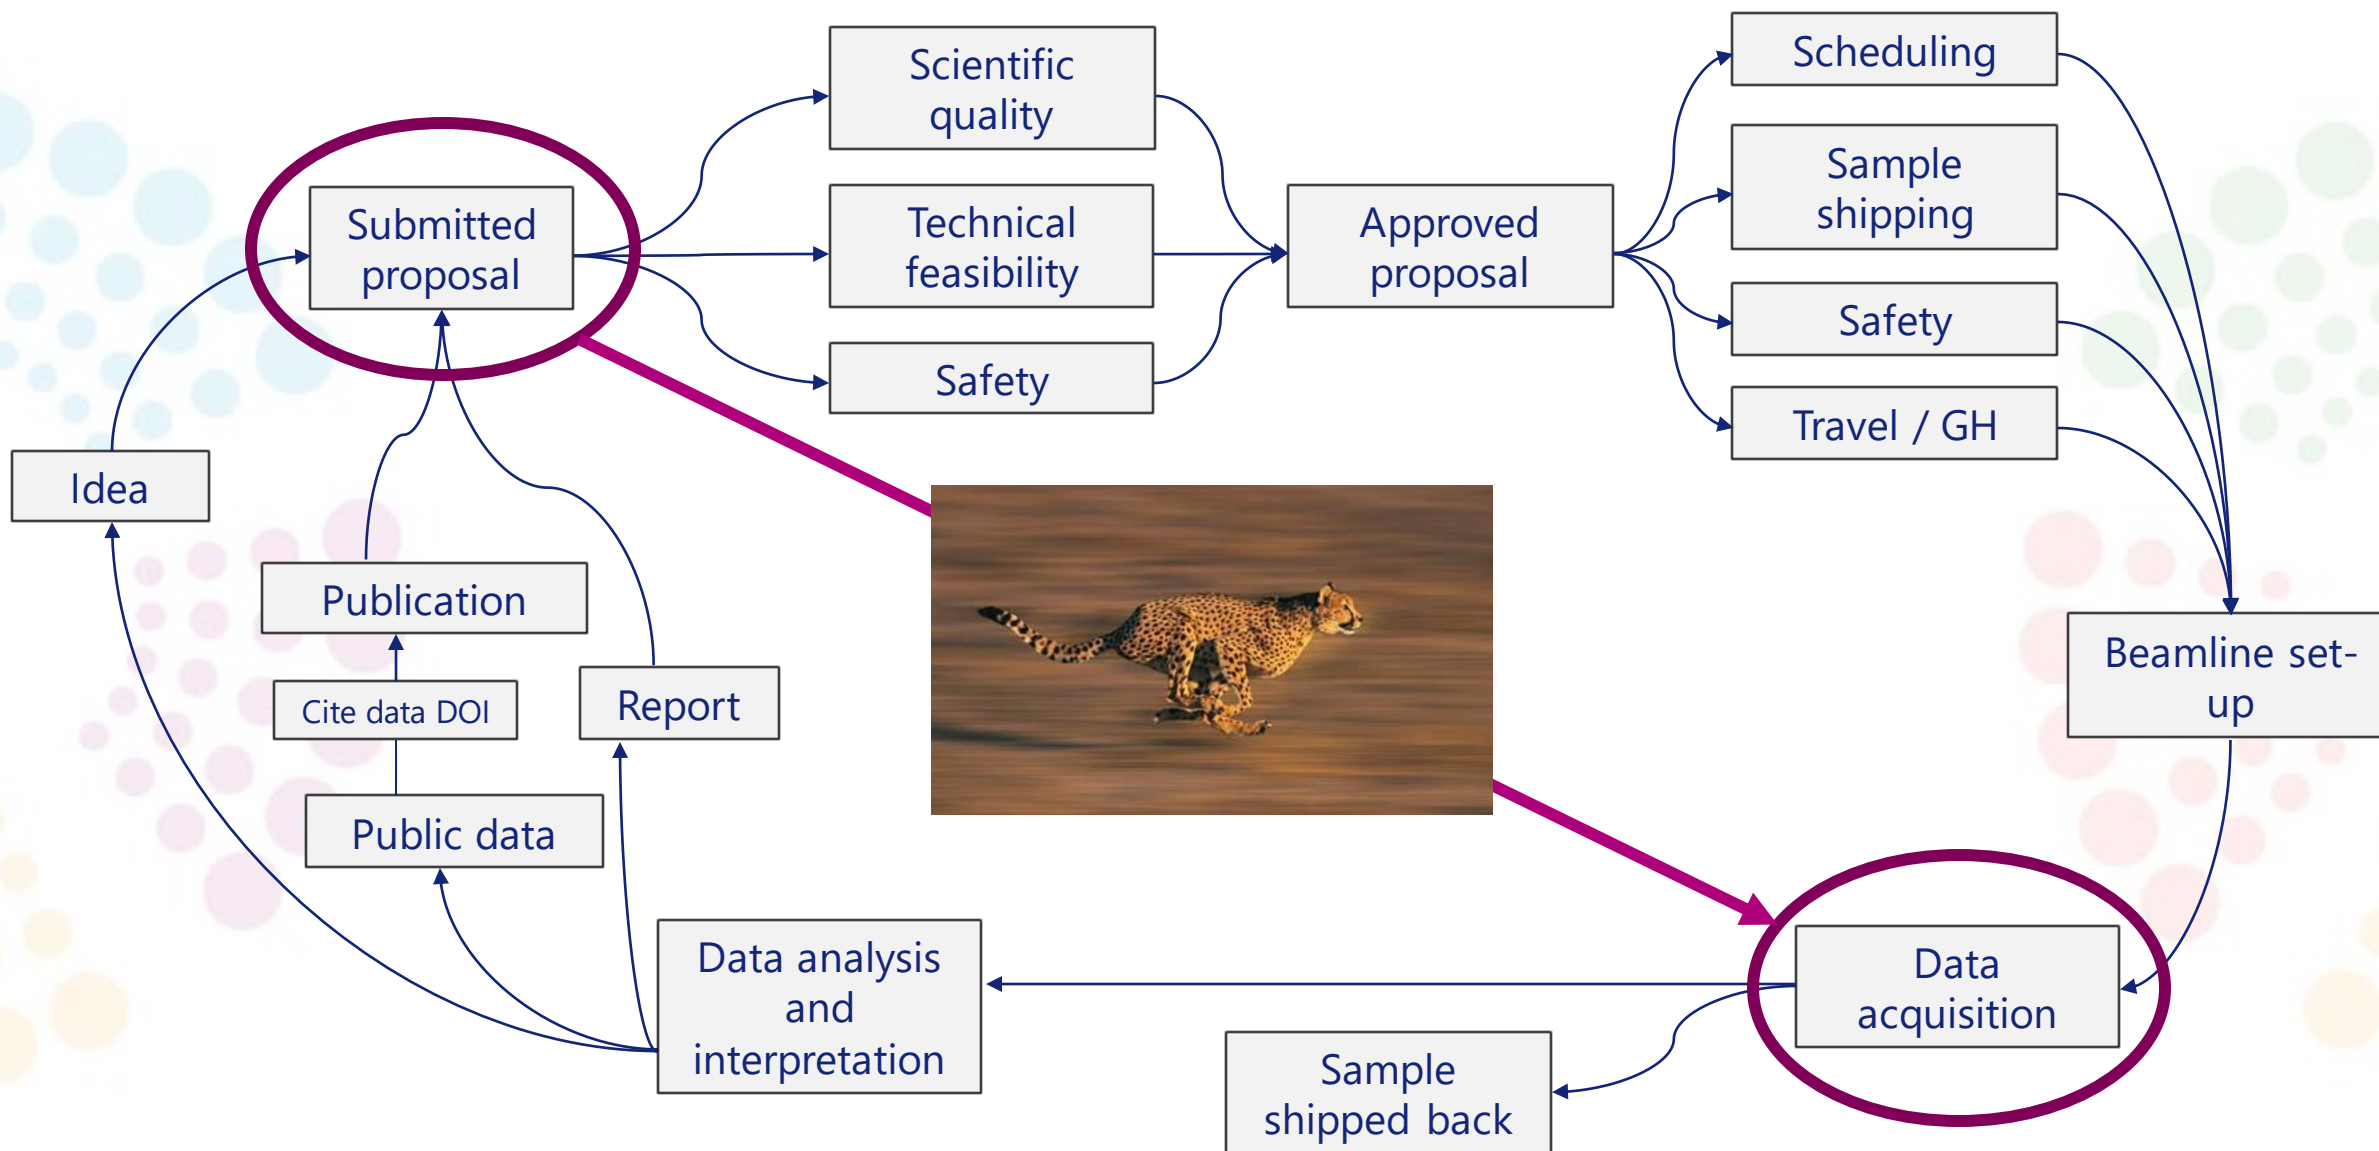 Scientific
quality
Scheduling
Submitted
proposal
Technical
feasibility
Approved
proposal
Sample
shipping
Safety
Safety
Travel / GH
Idea
Publication
Cite data DOI
Report
Public data
Beamline set-
up
Data analysis
and
interpretation
Data
acquisition
Sample
shipped back